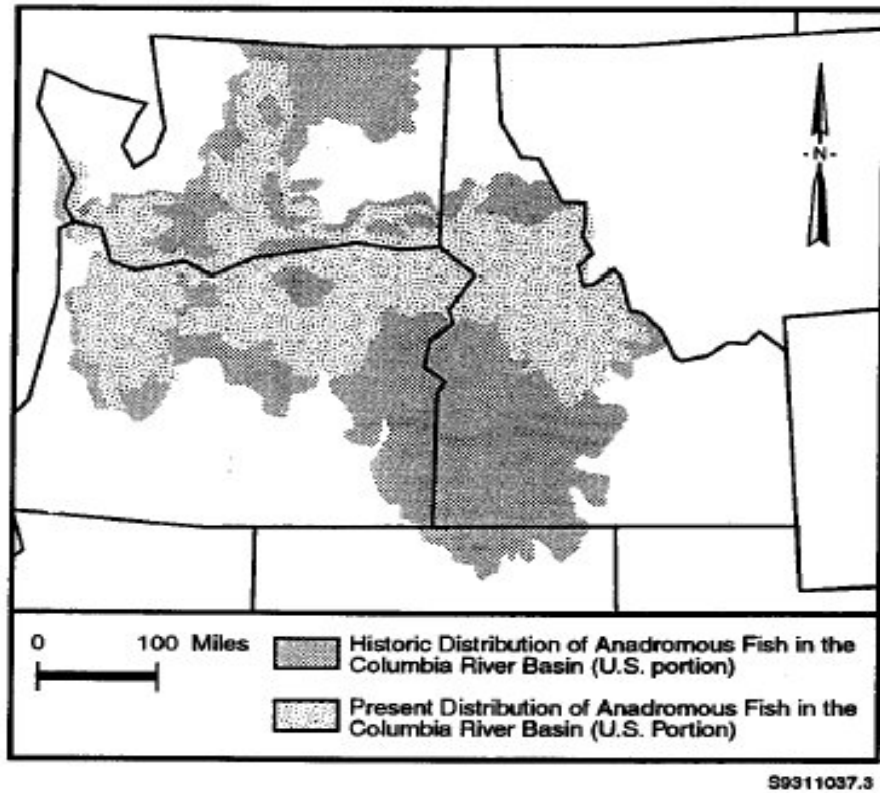 -N-
0 100 Miles
Historic Distribution of Anadromous Fish in the
Columbia River Basin (U.S. portion)
Present Distribution of Anadromous Fish in the
Columbia River Basin (U.S. Portion)
S9311037.3